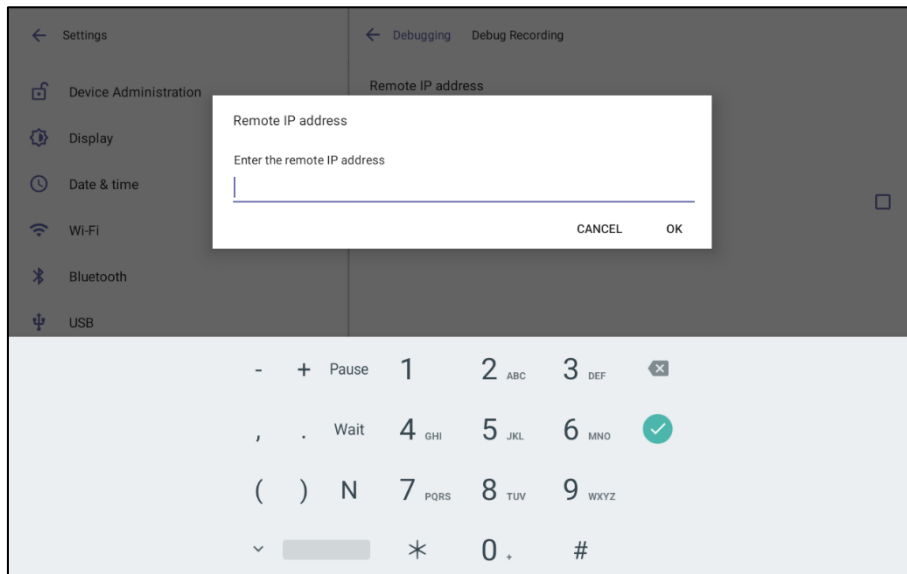 Settings
Debugging Debug Recording
Device Administration
Remote IP address
Display
Date & time
Wi-Fi
Bluetooth
USB
Remote IP address
Enter the remote IP address
CANCEL OK
- + Pause 1 2 ABC 3 DEF
, . Wait 4 GHI 5 JKL 6 MNO
( ) N 7 PQRS 8 TUV 9 WXYZ
* 0 + #